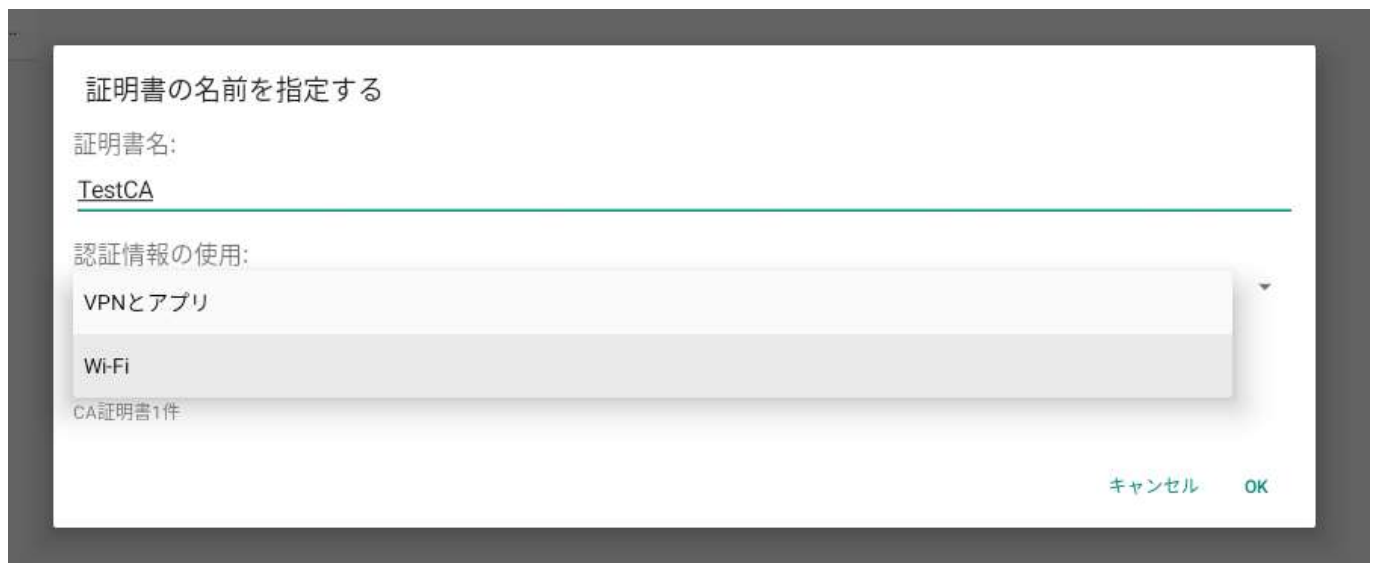 証明書の名前を指定する
証明書名:
TestCA
認証情報の使用:
VPNとアプリ
Wi-Fi
CA証明書1件
キャンセル OK